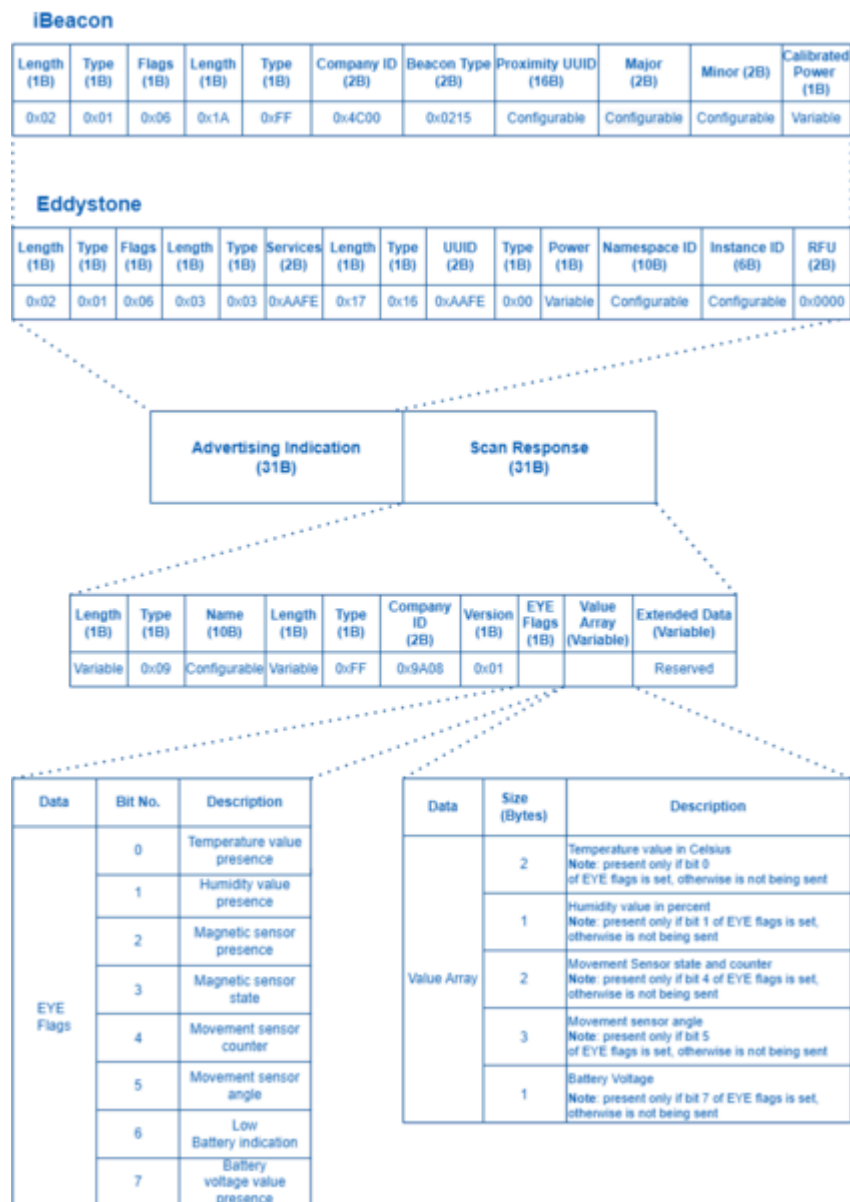 iBeacon
Length (1B) Type (1B) Flags (1B) Length (1B) Type (1B) Company ID (2B) Beacon Type (2B) Proximity UUID (16B) Major (2B) Minor (2B) Calibrated Power (1B)
0x02 0x01 0x06 0x1A 0xFF 0x4C00 0x0215 Configurable Configurable Configurable Variable
Eddystone
Length (1B) Type (1B) Flags (1B) Length (1B) Type (1B) Services (2B) Length (1B) Type (1B) UUID (2B) Type (1B) Power (1B) Namespace ID (10B) Instance ID (6B) RFU (2B)
0x02 0x01 0x06 0x03 0x03 0xAAFE 0x17 0x16 0xAAFE 0x00 Variable Configurable Configurable 0x0000
Advertising Indication
(31B)
Scan Response
(31B)
Length (1B) Type (1B) Name (10B) Length (1B) Type (1B) Company ID (2B) Version (1B) EYE Flags (1B) Value Array (Variable) Extended Data (Variable)
Variable 0x09 Configurable Variable 0xFF 0x9A08 0x01 Reserved
Data Bit No. Description
EYE
Flags
0 Temperature value
presence
1 Humidity value
presence
2 Magnetic sensor
presence
3 Magnetic sensor
state
4 Movement sensor
counter
5 Movement sensor
angle
6 Low
Battery indication
7 Battery
voltage value
presence
Data Size (Bytes) Description
Value Array
2 Temperature value in Celsius
Note: present only if bit 0
of EYE flags is set, otherwise is not being sent
1 Humidity value in percent
Note: present only if bit 1 of EYE flags is set,
otherwise is not being sent
2 Movement Sensor state and counter
Note: present only if bit 4 of EYE flags is set,
otherwise is not being sent
3 Movement sensor angle
Note: present only if bit 5
of EYE flags is set, otherwise is not being sent
1 Battery Voltage
Note: present only if bit 7 of EYE flags is set,
otherwise is not being sent